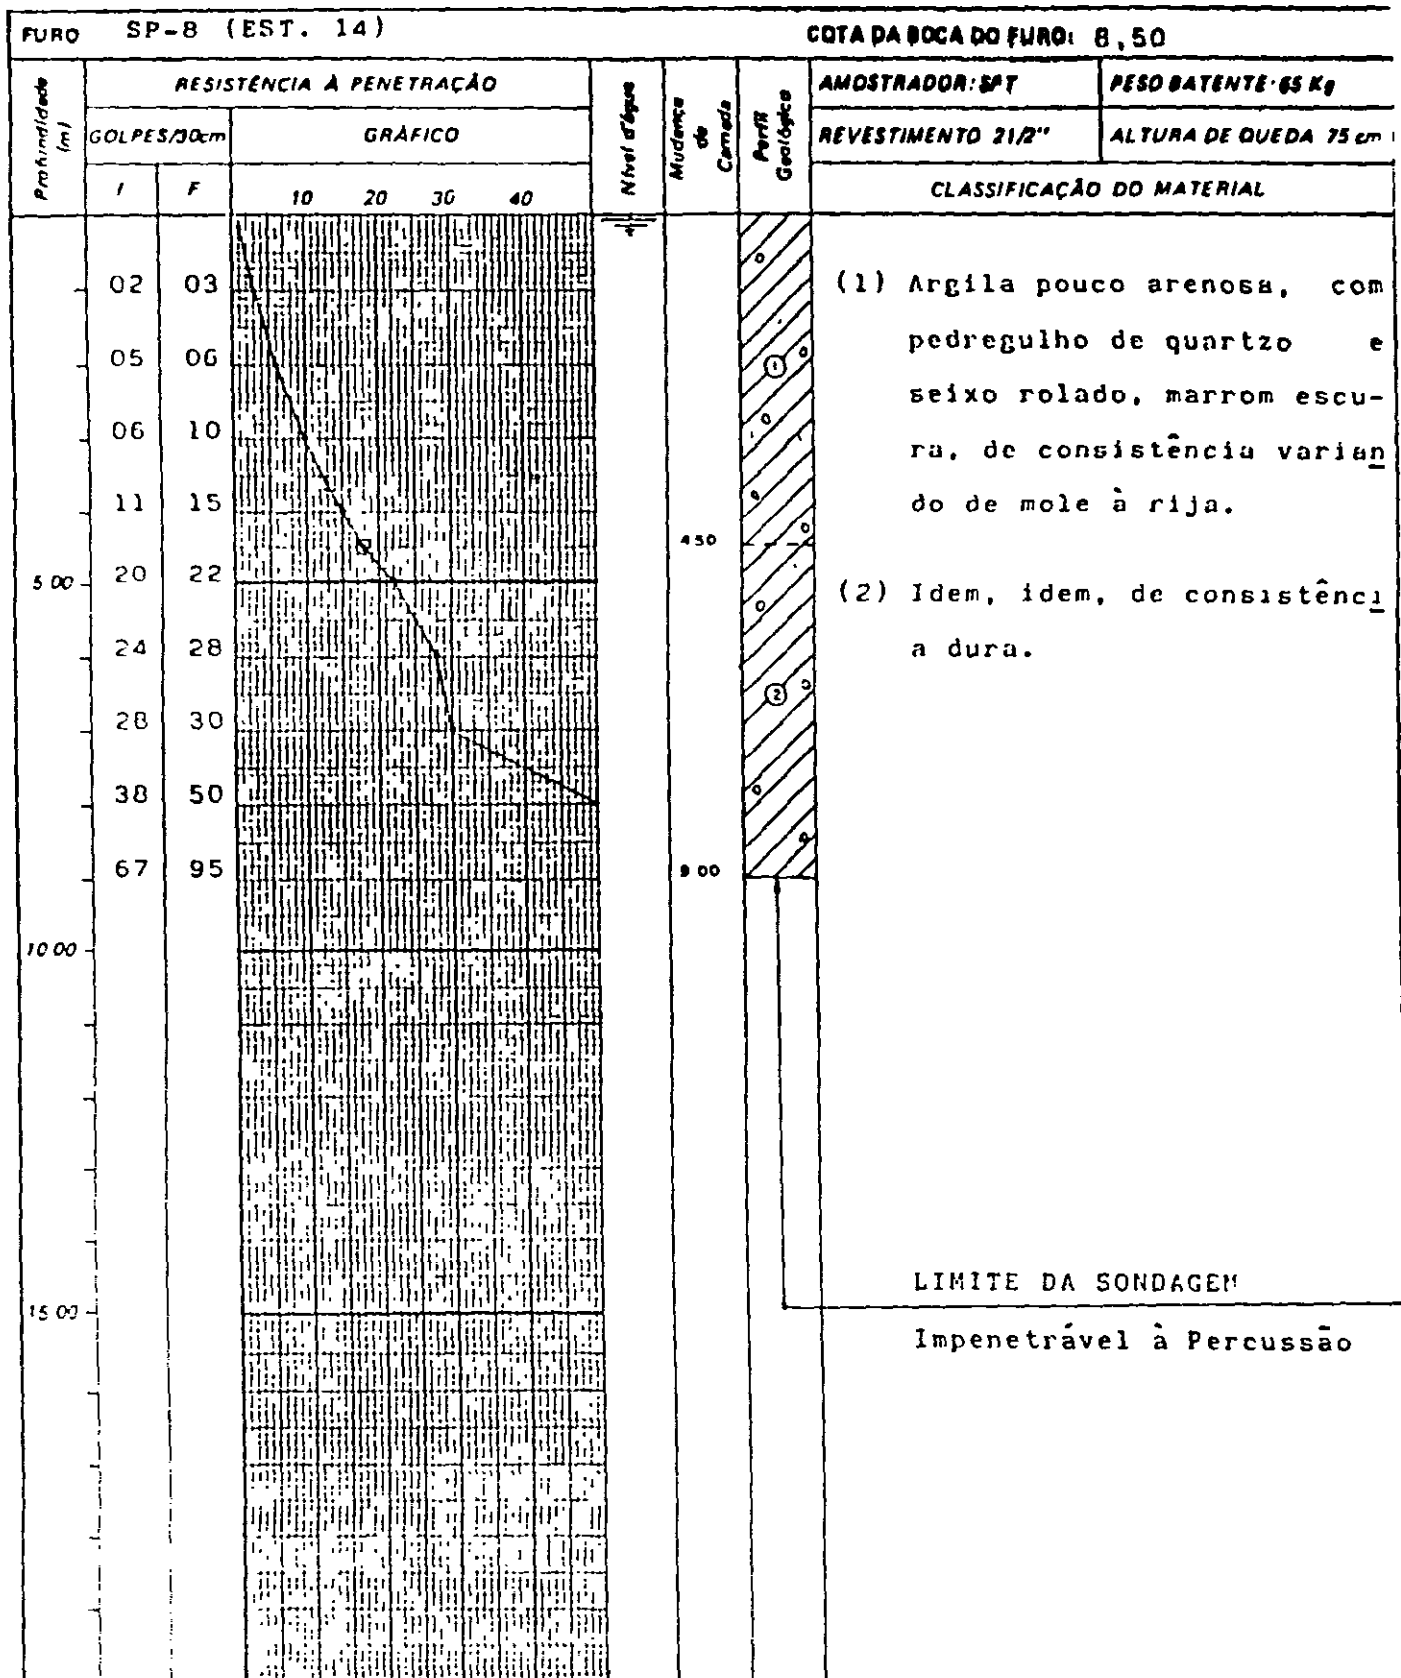 FURO SP-8 (EST. 14) COTA DA BOCA DO FURO: 8,50
Profundidade (m)
RESISTÊNCIA À PENETRAÇÃO
GOLPES/30cm GRÁFICO
I F 10 20 30 40
Nível d'água
Mudança de Camada
Perfil Geológico
AMOSTRADOR: SPT PESO BATENTE: 65 Kg
REVESTIMENTO 21/2" ALTURA DE QUEDA 75 cm
CLASSIFICAÇÃO DO MATERIAL
02 03
05 06
06 10
11 15
5 00 20 22
24 28
28 30
38 50
67 95
10 00
15 00
4 50
9 00
1
2
(1) Argila pouco arenosa, com
pedregulho de quartzo e
seixo rolado, marrom escu-
ra, de consistência varian
do de mole à rija.
(2) Idem, idem, de consistênci
a dura.
LIMITE DA SONDAGEM
Impenetrável à Percussão